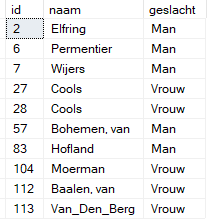 id naam geslacht
2 Elfring Man
6 Permentier Man
7 Wijers Man
27 Cools Vrouw
28 Cools Vrouw
57 Bohemen, van Man
83 Hofland Man
104 Moerman Vrouw
112 Baalen, van Vrouw
113 Van_Den_Berg Vrouw